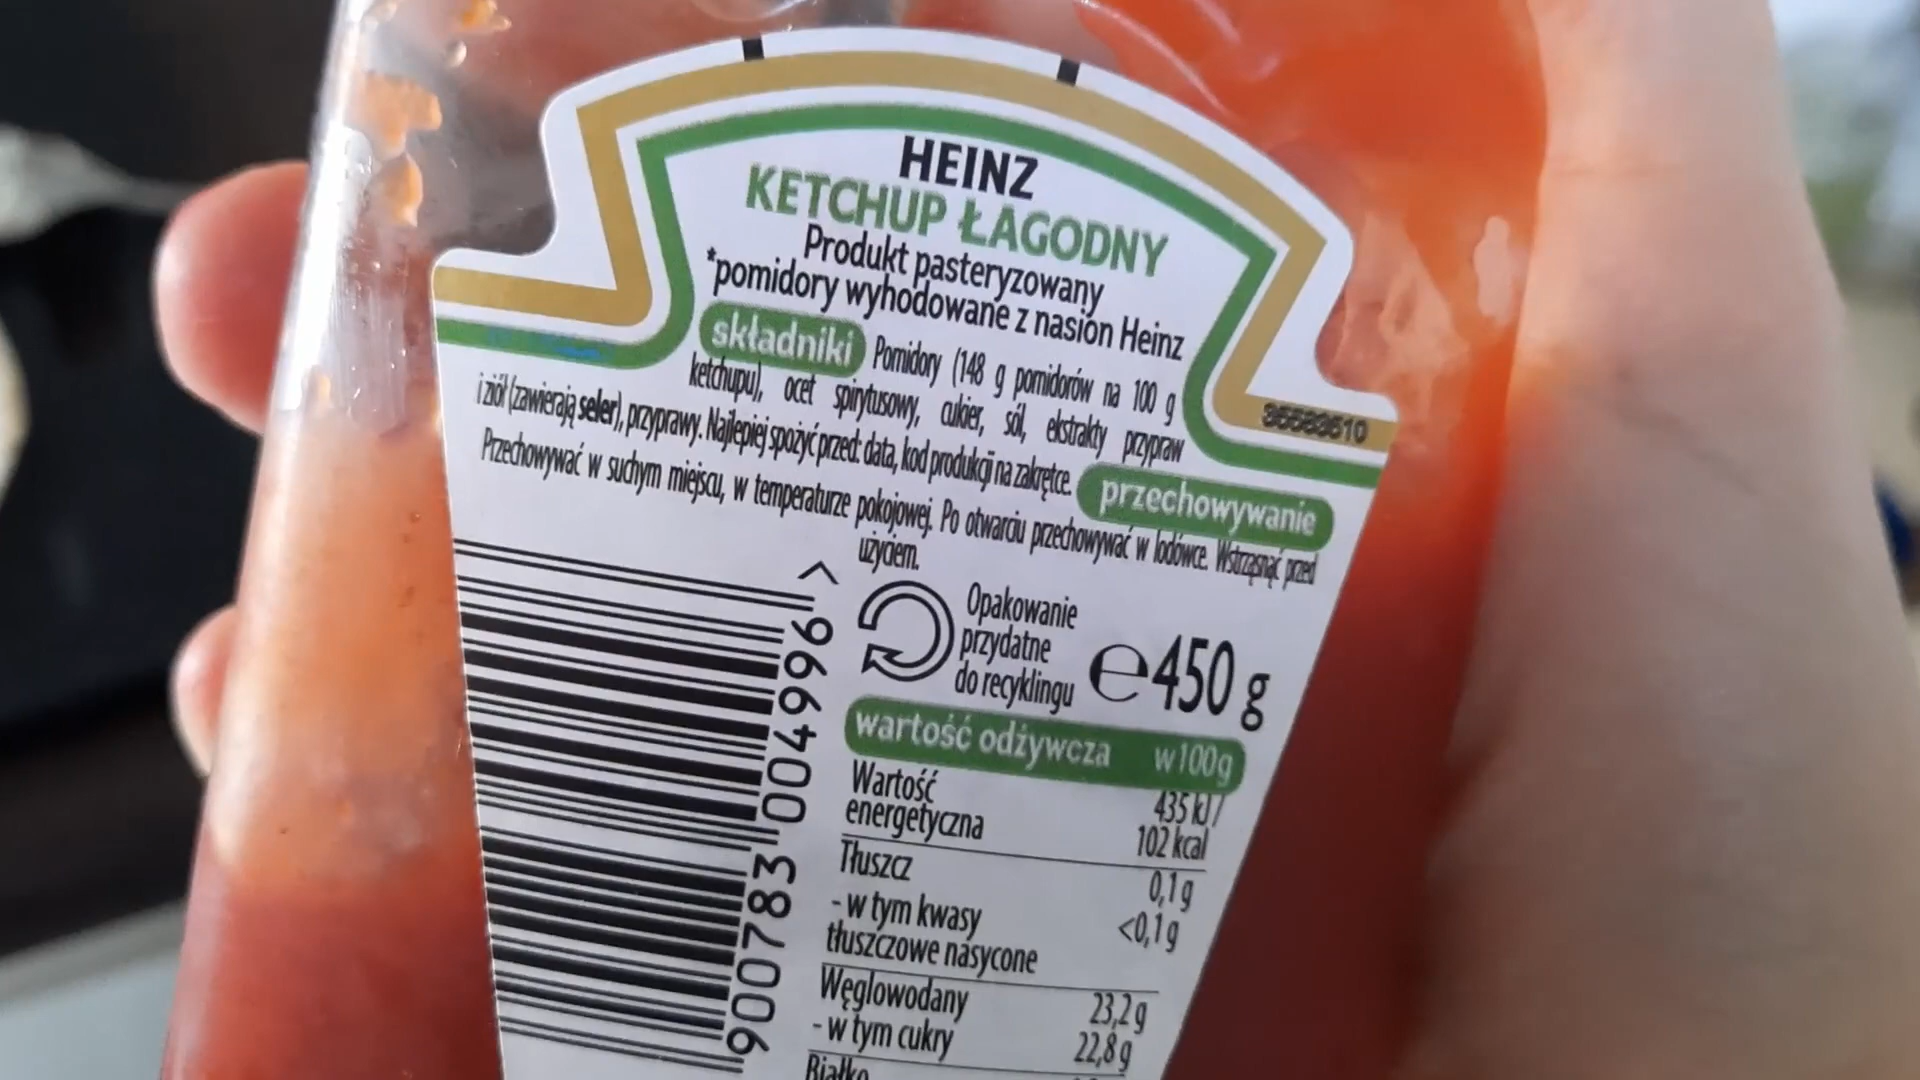 HEINZ
KETCHUP ŁAGODNY
Produkt pasteryzowany
*pomidory wyhodowane z nasion Heinz
składniki Pomidory (148 g pomidorów na 100 g
ketchupu), ocet spirytusowy, cukier, sól, ekstrakty przypraw
i ziół (zawierają seler), przyprawy. Najlepiej spożyć przed: data, kod produkcji na zakrętce. przechowywanie
Przechowywać w suchym miejscu, w temperaturze pokojowej. Po otwarciu przechowywać w lodówce. Wstrząsnąć przed
użyciem.
Opakowanie
przydatne
do recyklingu
℮450 g
wartość odżywcza w 100g
Wartość
energetyczna 435 kJ/
102 kcal
Tłuszcz 0,1 g
- w tym kwasy
tłuszczowe nasycone <0,1 g
Węglowodany 23,2 g
- w tym cukry 22,8 g
Białko
9 00783 004996 >